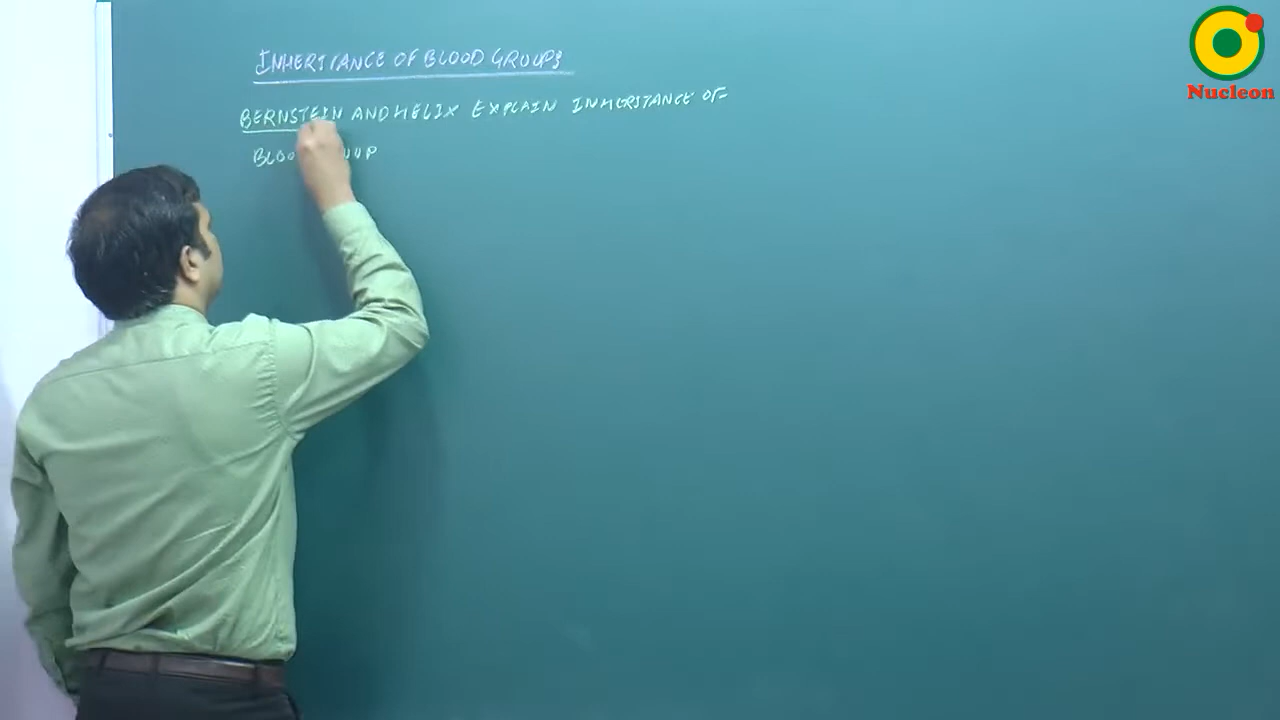 INHERITANCE OF BLOOD GROUPS
BERNSTEIN AND HELIX EXPLAIN INHERITANCE OF
Nucleon